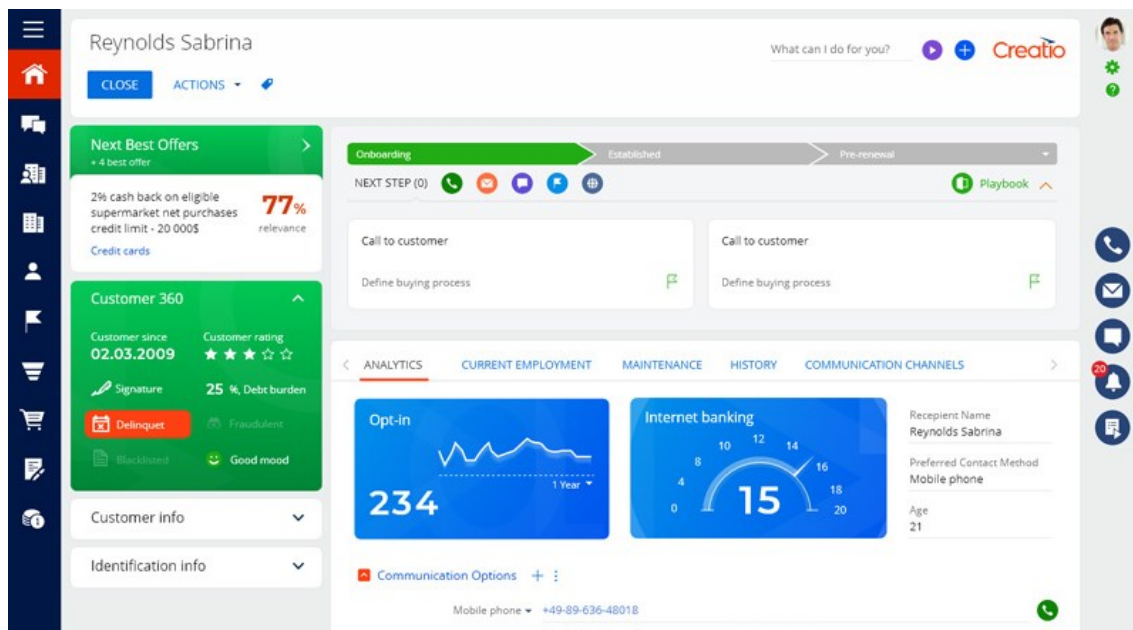 Reynolds Sabrina
What can I do for you?
Creatio
CLOSE
ACTIONS
Next Best Offers
+ 4 best offer
2% cash back on eligible
supermarket net purchases
credit limit - 20 000$
77%
relevance
Credit cards
Customer 360
Customer since
02.03.2009
Customer rating
Signature
25 %, Debt burden
Delinquet
Fraudulent
Blacklisted
Good mood
Customer info
Identification info
Onboarding
Established
Pre-renewal
NEXT STEP (0)
Playbook
Call to customer
Define buying process
Call to customer
Define buying process
ANALYTICS
CURRENT EMPLOYMENT
MAINTENANCE
HISTORY
COMMUNICATION CHANNELS
Opt-in
1 Year
234
Internet banking
0
4
8
10
12
14
16
18
20
15
Recepient Name
Reynolds Sabrina
Preferred Contact Method
Mobile phone
Age
21
Communication Options
Mobile phone
+49-89-636-48018
20